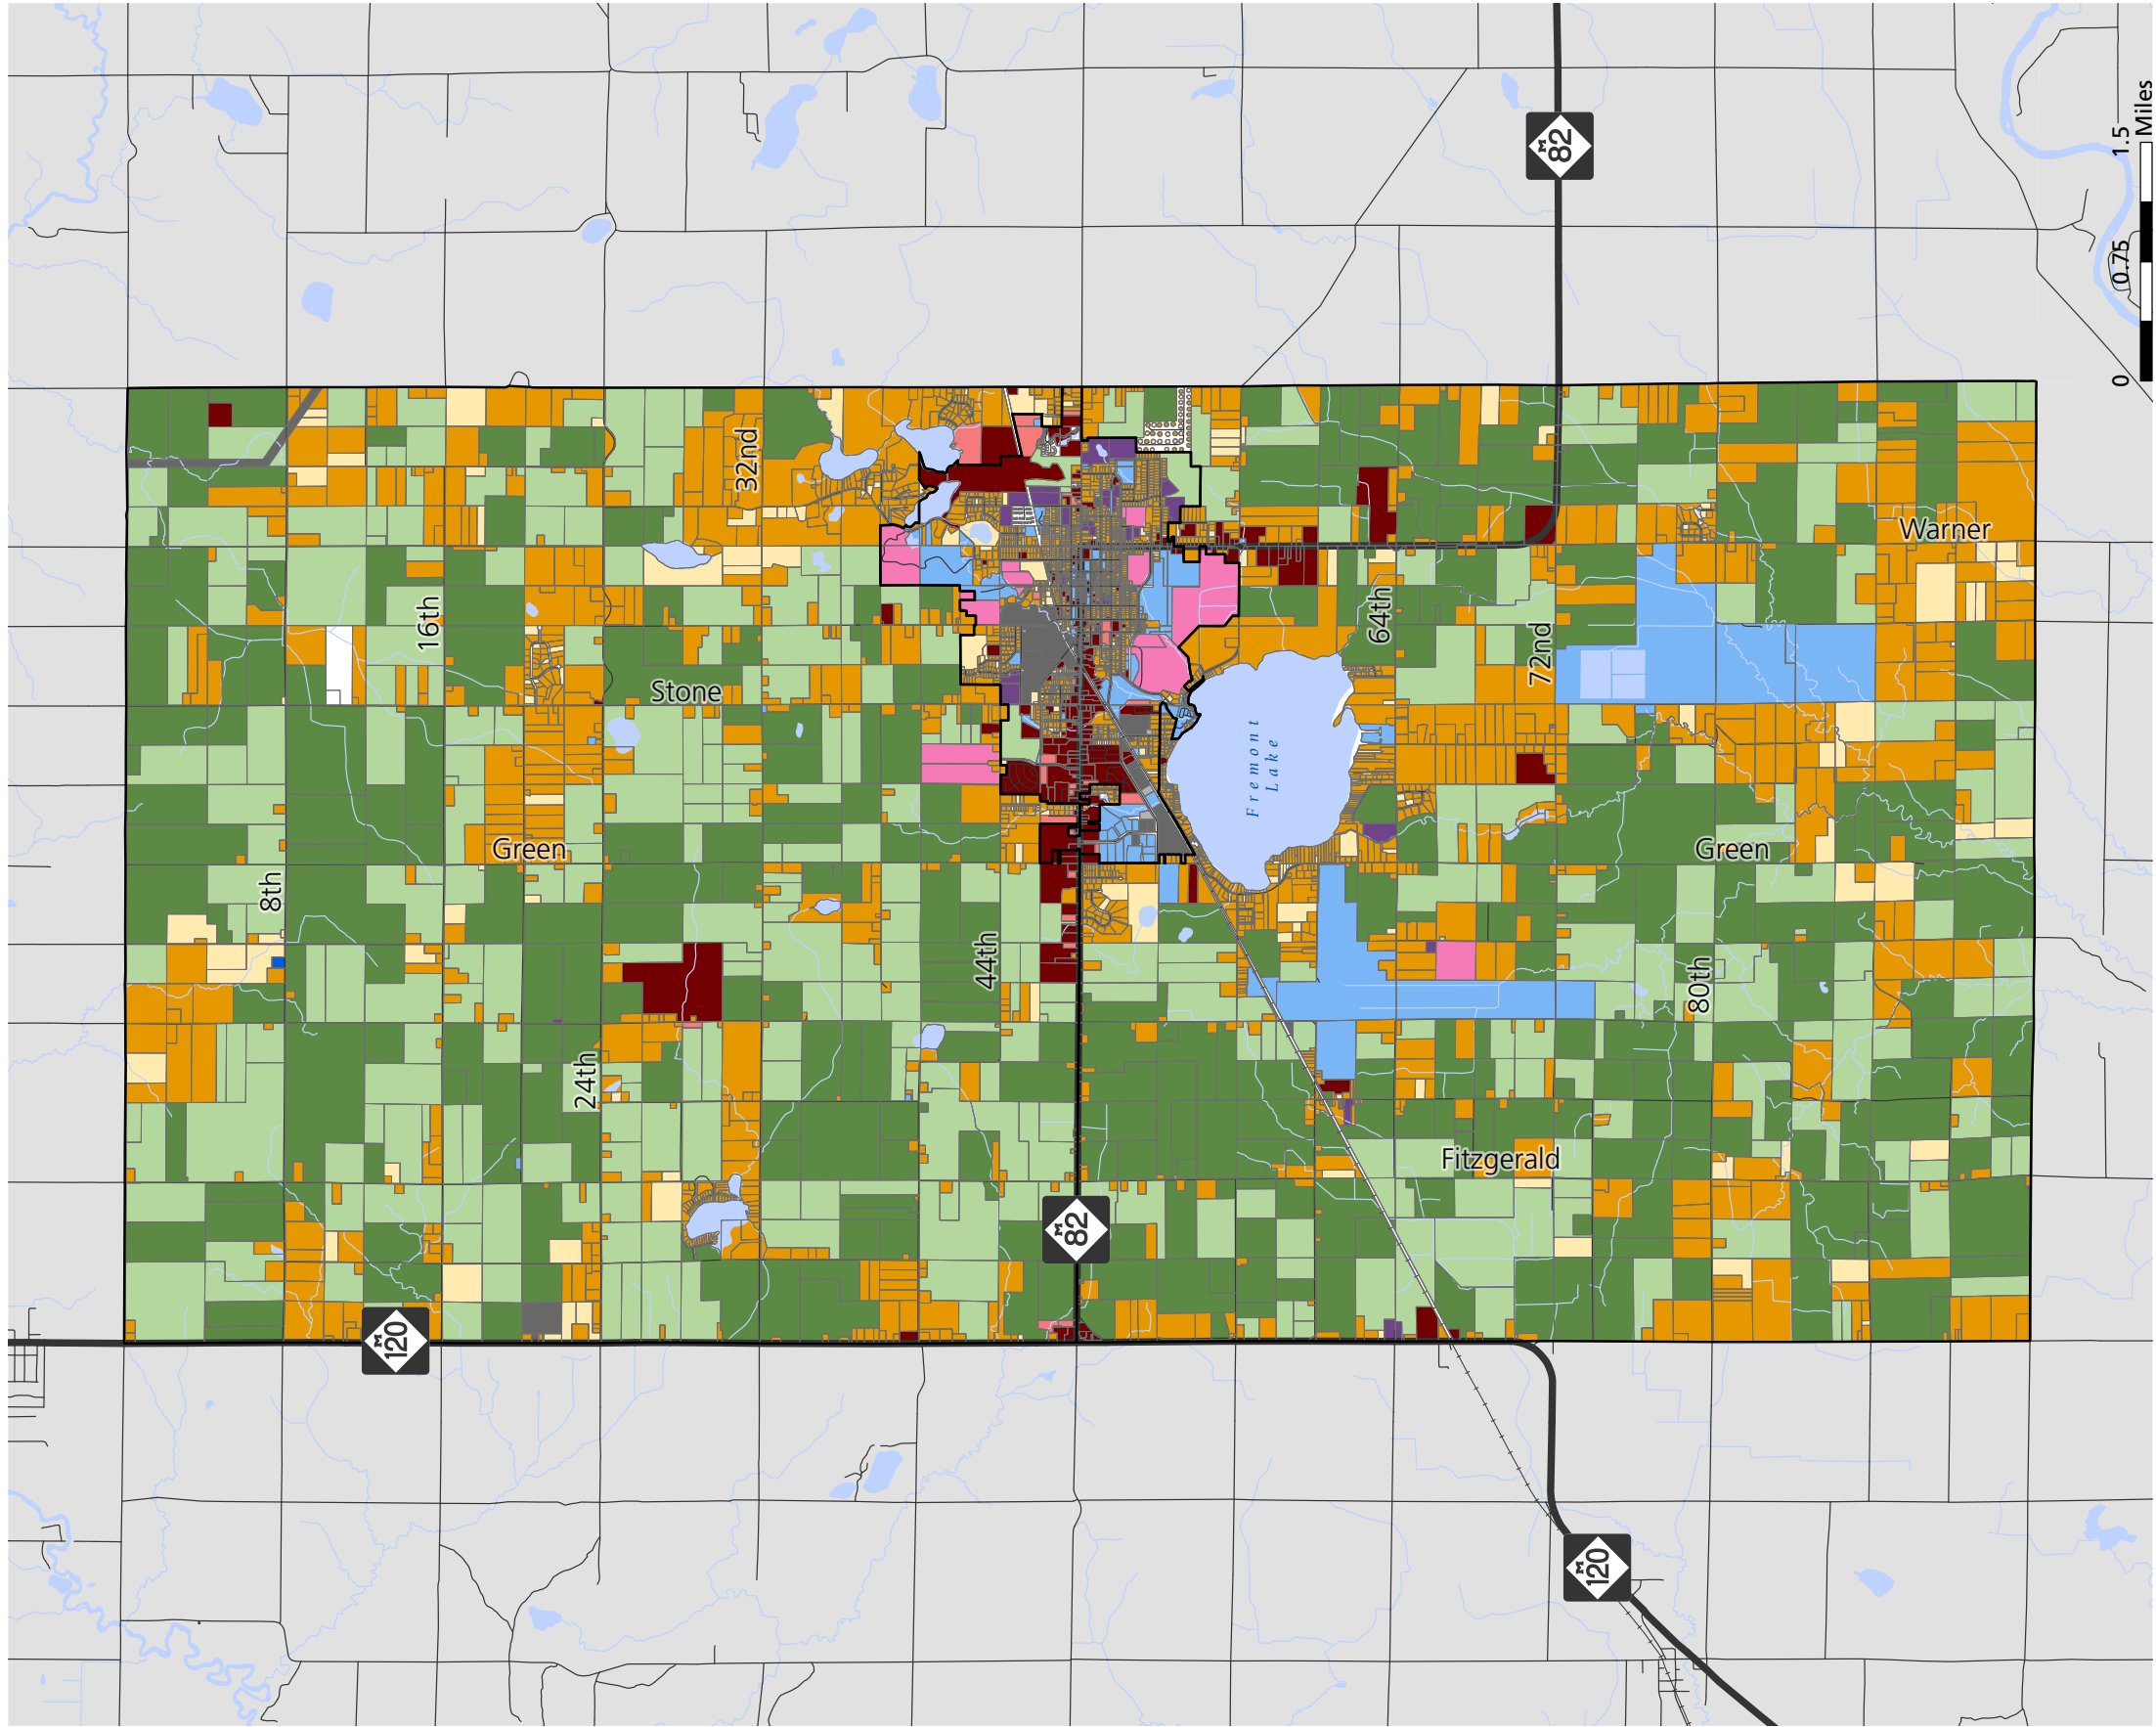 M
82
Miles
0
0.75
1.5
32nd
Warner
16th
64th
72nd
Stone
Fremont
Lake
Green
Green
8th
44th
80th
24th
Fitzgerald
M
82
M
120
M
120